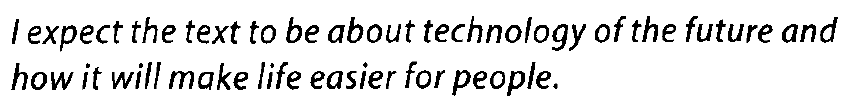 I expect the text to be about technology of the future and
how it will make life easier for people.